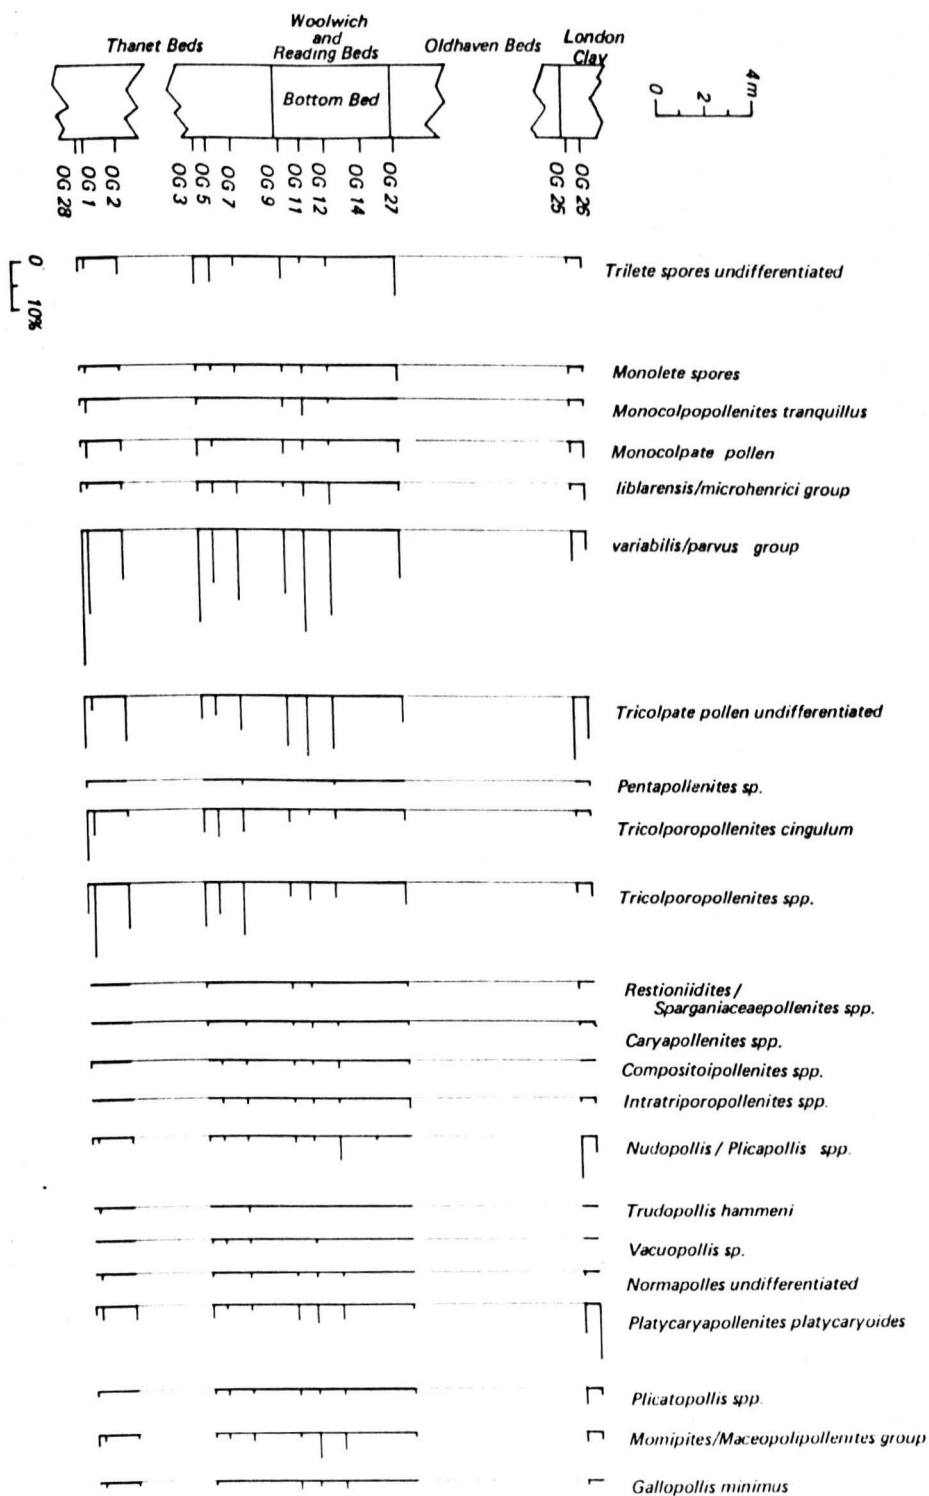 Thanet Beds
Woolwich
and
Reading Beds
Oldhaven Beds
London
Clay
Bottom Bed
0 2 4m
OG 28
OG 1
OG 2
OG 3
OG 5
OG 7
OG 9
OG 11
OG 12
OG 14
OG 27
OG 25
OG 26
0 10%
Trilete spores undifferentiated
Monolete spores
Monocolpopollenites tranquillus
Monocolpate pollen
liblarensis/microhenrici group
variabilis/parvus group
Tricolpate pollen undifferentiated
Pentapollenites sp.
Tricolporopollenites cingulum
Tricolporopollenites spp.
Restioniidites /
Sparganiaceaepollenites spp.
Caryapollenites spp.
Compositoipollenites spp.
Intratriporopollenites spp.
Nudopollis / Plicapollis spp.
Trudopollis hammeni
Vacuopollis sp.
Normapolles undifferentiated
Platycaryapollenites platycaryoides
Plicatopollis spp.
Momipites/Maceopolipollenites group
Gallopollis minimus